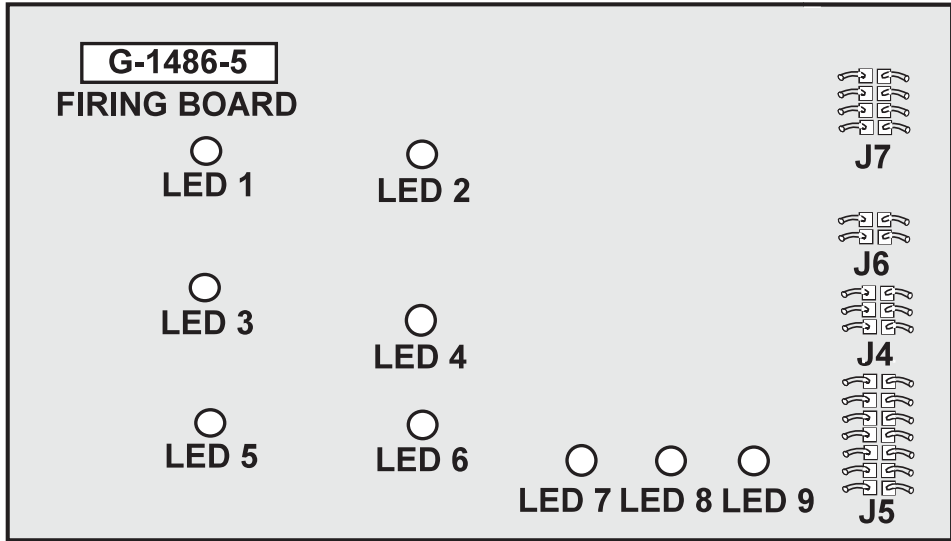 G-1486-5
FIRING BOARD
LED 1
LED 2
J7
J6
LED 3
LED 4
J4
LED 5
LED 6
LED 7 LED 8 LED 9
J5